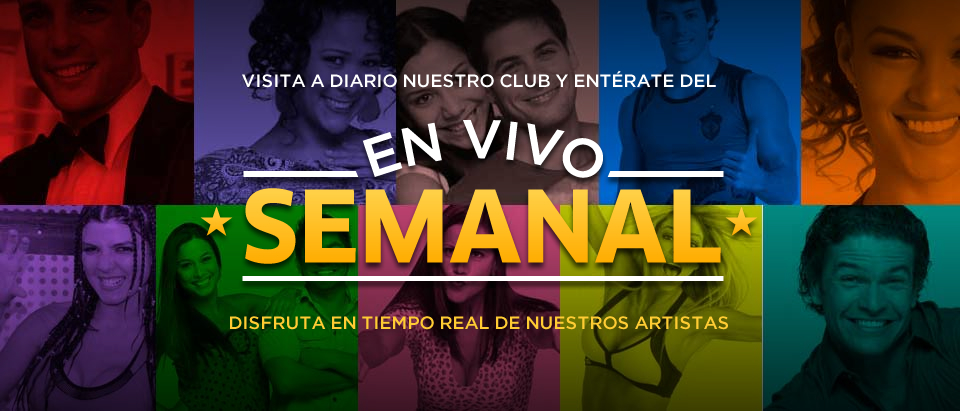 VISITA A DIARIO NUESTRO CLUB Y ENTÉRATE DEL
EN VIVO
SEMANAL
DISFRUTA EN TIEMPO REAL DE NUESTROS ARTISTAS